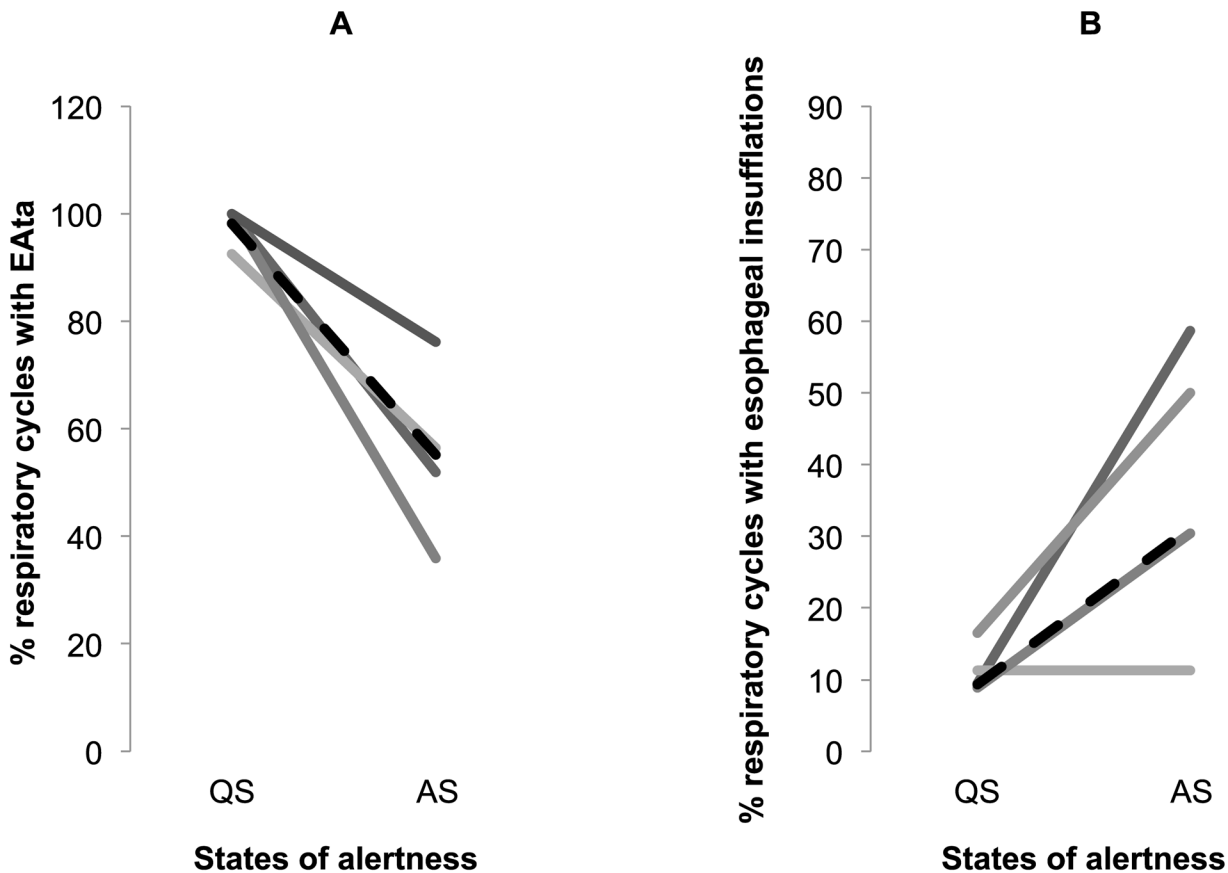 A
% respiratory cycles with EAta
120
100
80
60
40
20
0
QS AS
States of alertness
B
% respiratory cycles with esophageal insufflations
90
80
70
60
50
40
30
20
10
0
QS AS
States of alertness